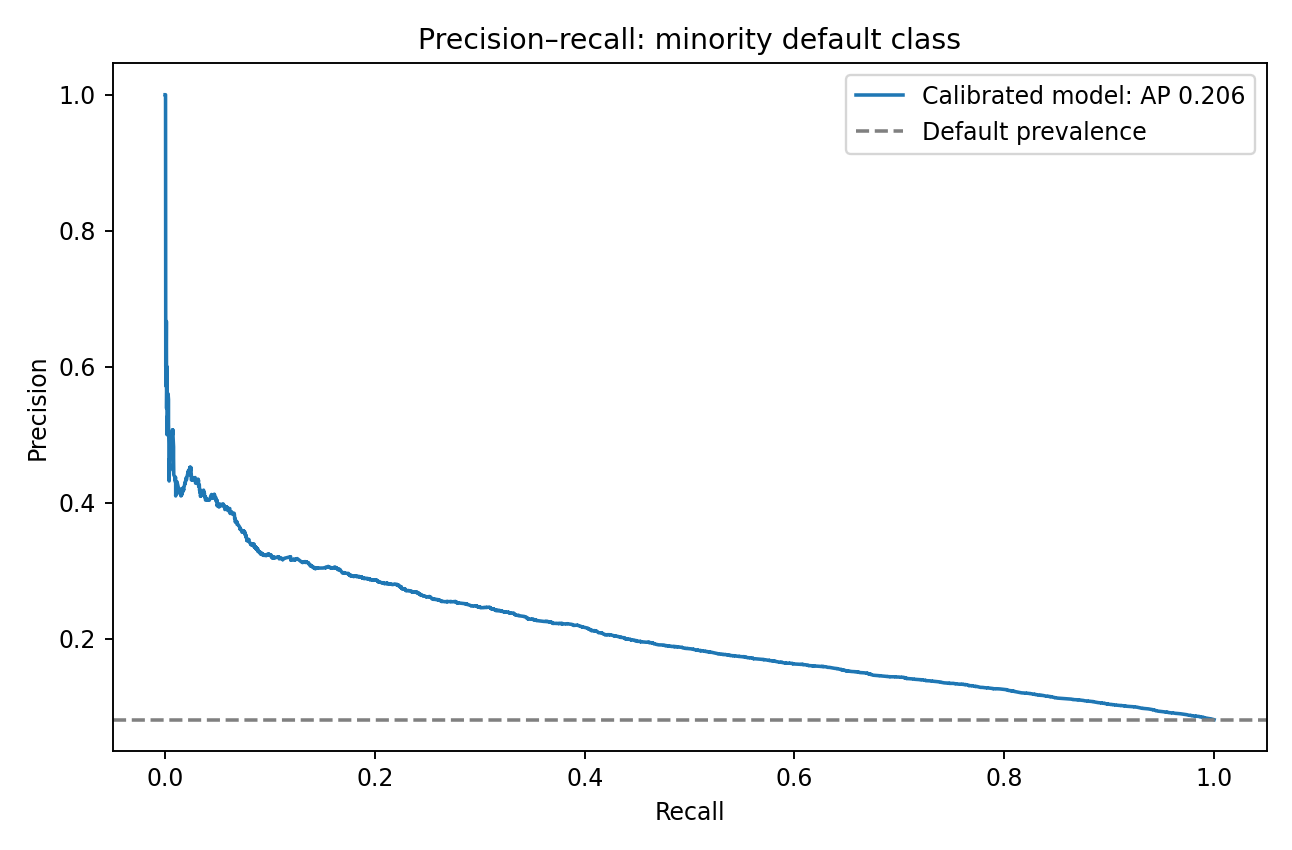 Precision–recall: minority default class
Calibrated model: AP 0.206
Default prevalence
Precision
1.0
0.8
0.6
0.4
0.2
0.0 0.2 0.4 0.6 0.8 1.0
Recall